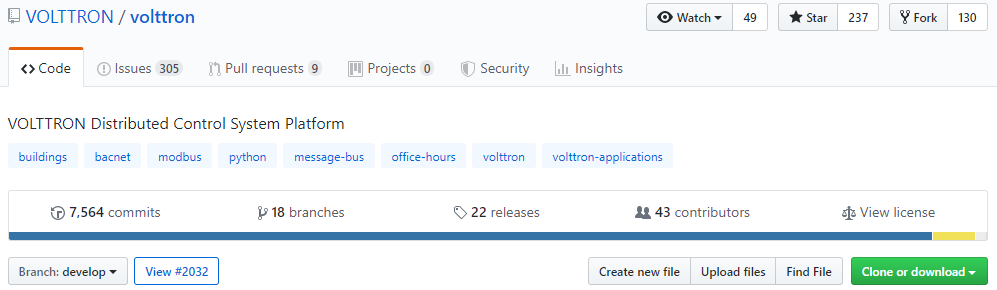 VOLTTRON / volttron Watch 49 Star 237 Fork 130
Code Issues 305 Pull requests 9 Projects 0 Security Insights
VOLTTRON Distributed Control System Platform
buildings bacnet modbus python message-bus office-hours volttron volttron-applications
7,564 commits 18 branches 22 releases 43 contributors View license
Branch: develop View #2032 Create new file Upload files Find File Clone or download